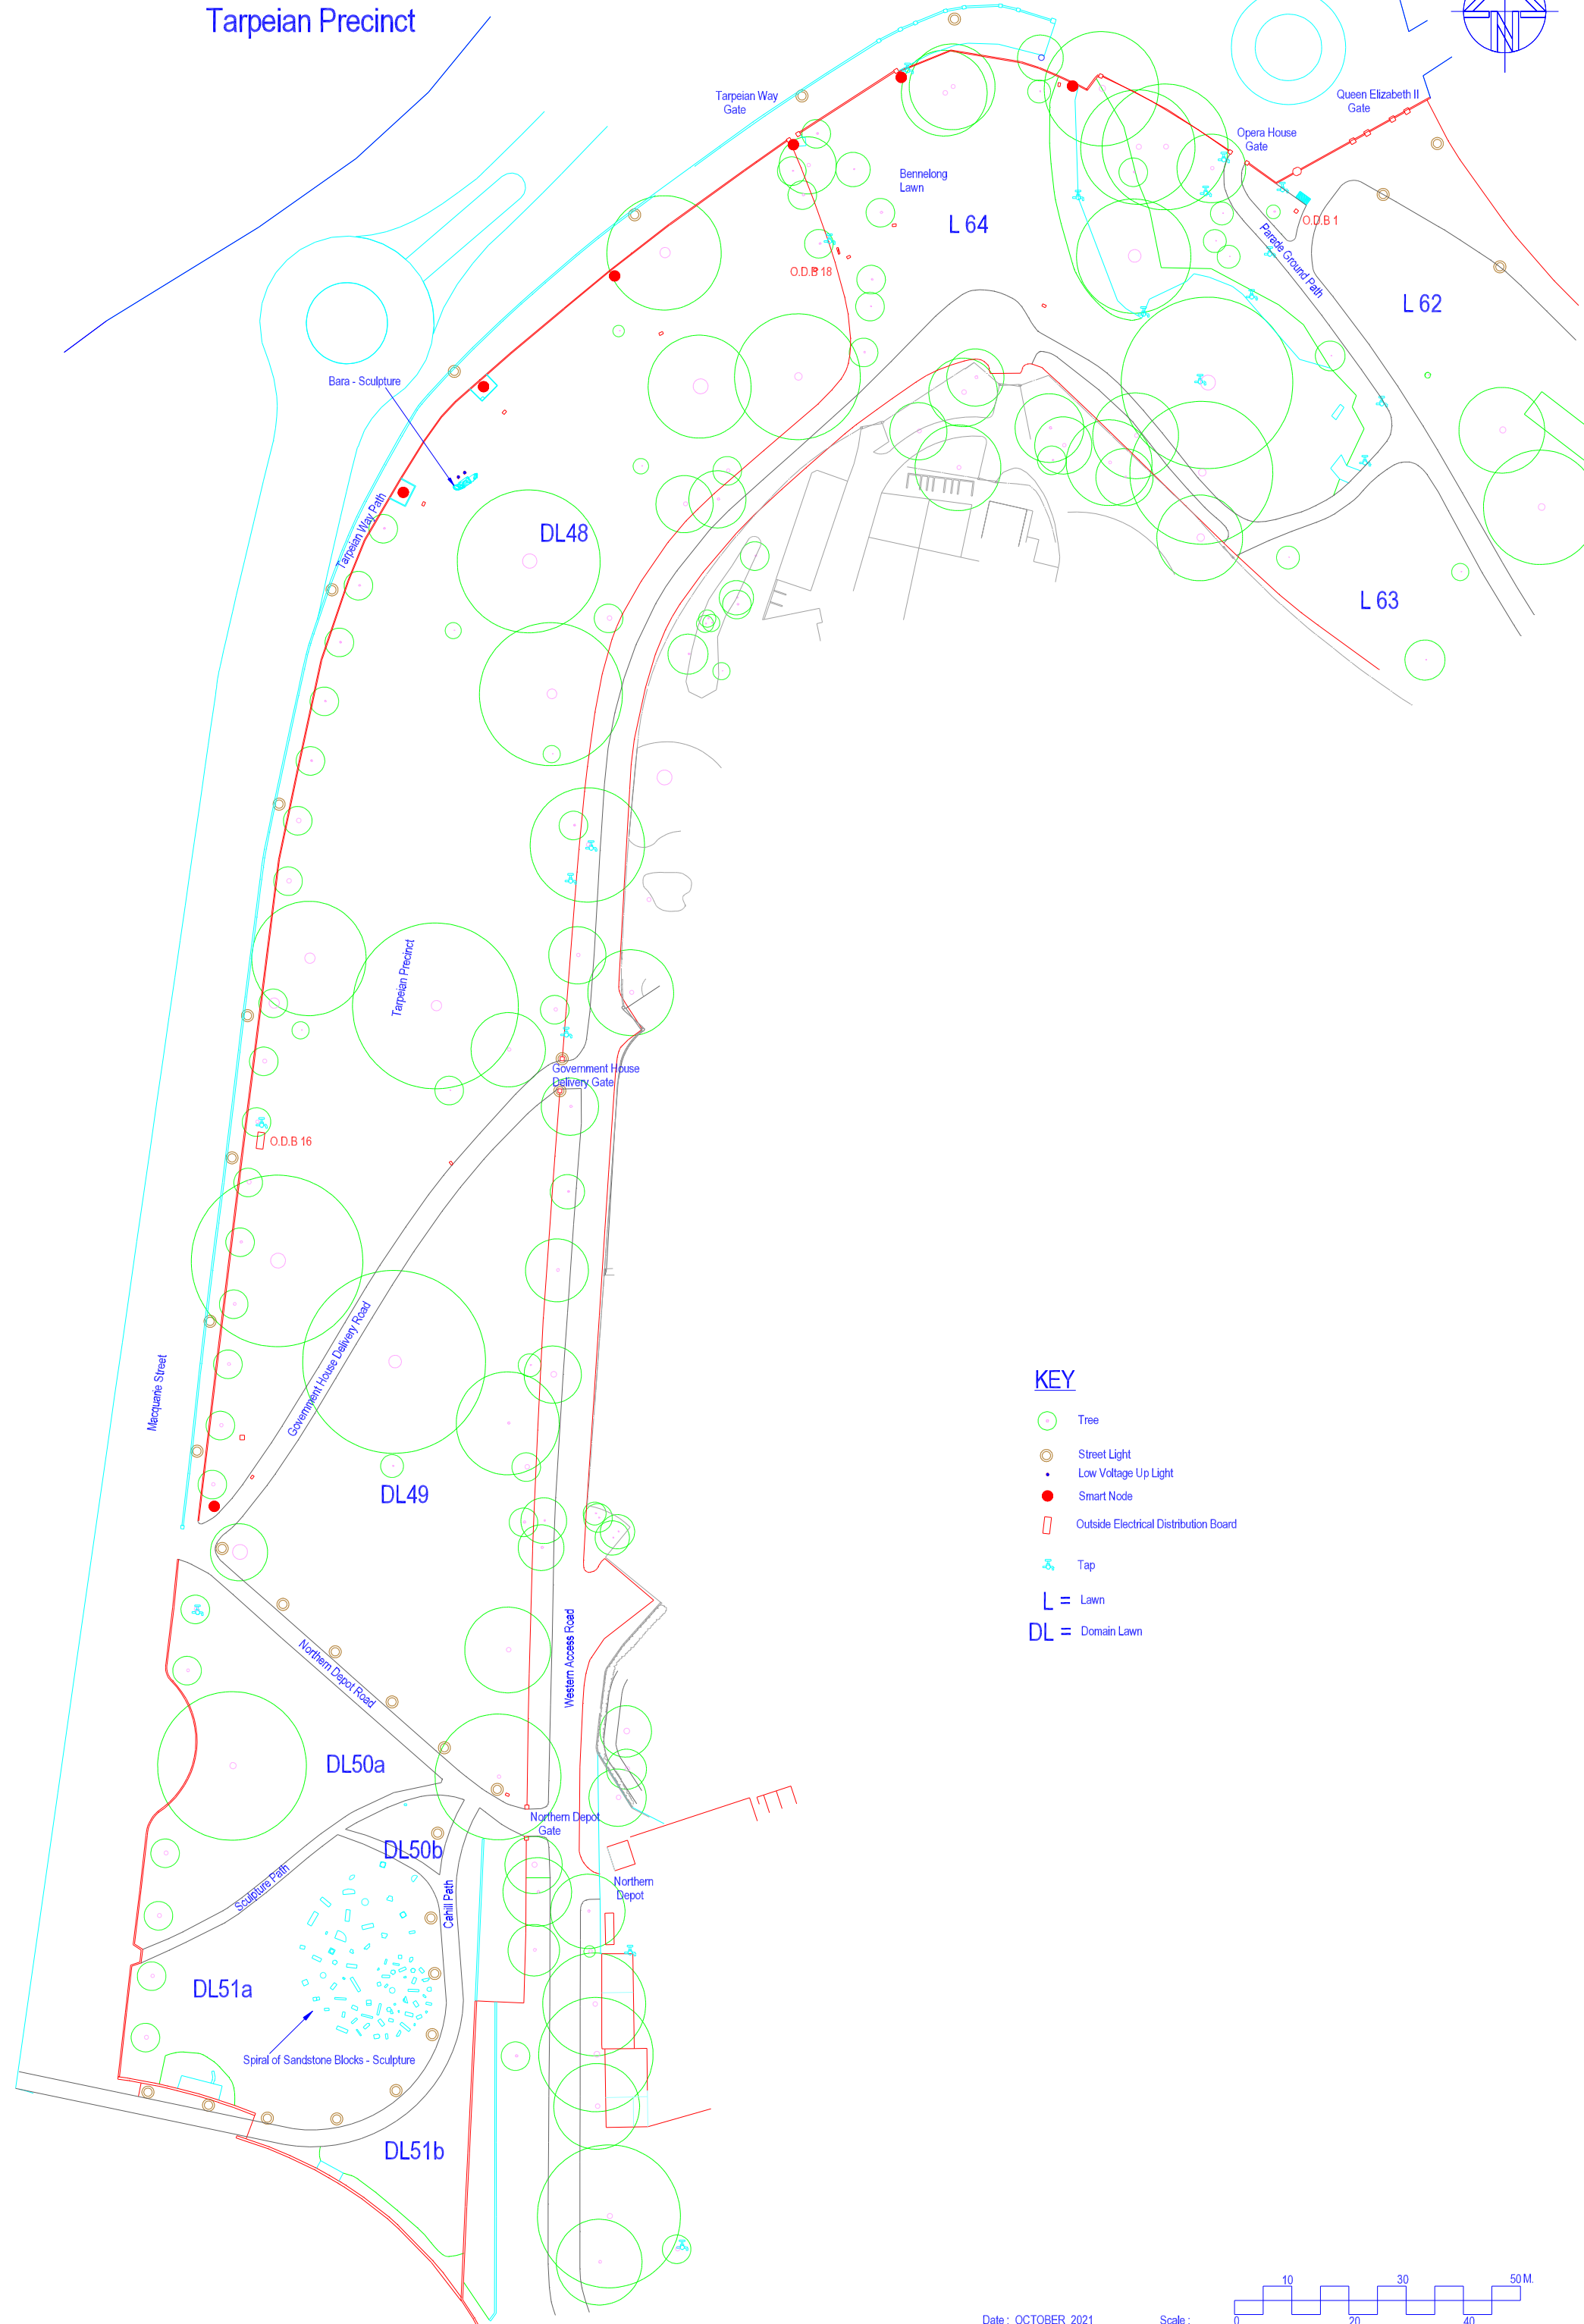 Tarpeian Precinct
N
Tarpeian Way
Gate
Queen Elizabeth II
Gate
Opera House
Gate
Bennelong
Lawn
L 64
O.D.B 1
Parade Ground Path
O.D.B 18
L 62
Bara - Sculpture
Tarpeian Way Path
DL48
L 63
Tarpeian Precinct
Government House
Delivery Gate
O.D.B 16
Government House Delivery Road
Macquarie Street
DL49
KEY
Tree
Street Light
Low Voltage Up Light
Smart Node
Outside Electrical Distribution Board
Tap
L = Lawn
DL = Domain Lawn
Western Access Road
Northern Depot Road
DL50a
Northern Depot
Gate
DL50b
Sculpture Path
Cahill Path
Northern
Depot
DL51a
Spiral of Sandstone Blocks - Sculpture
DL51b
10 30 50 M.
Date : OCTOBER 2021 Scale : 0 20 40